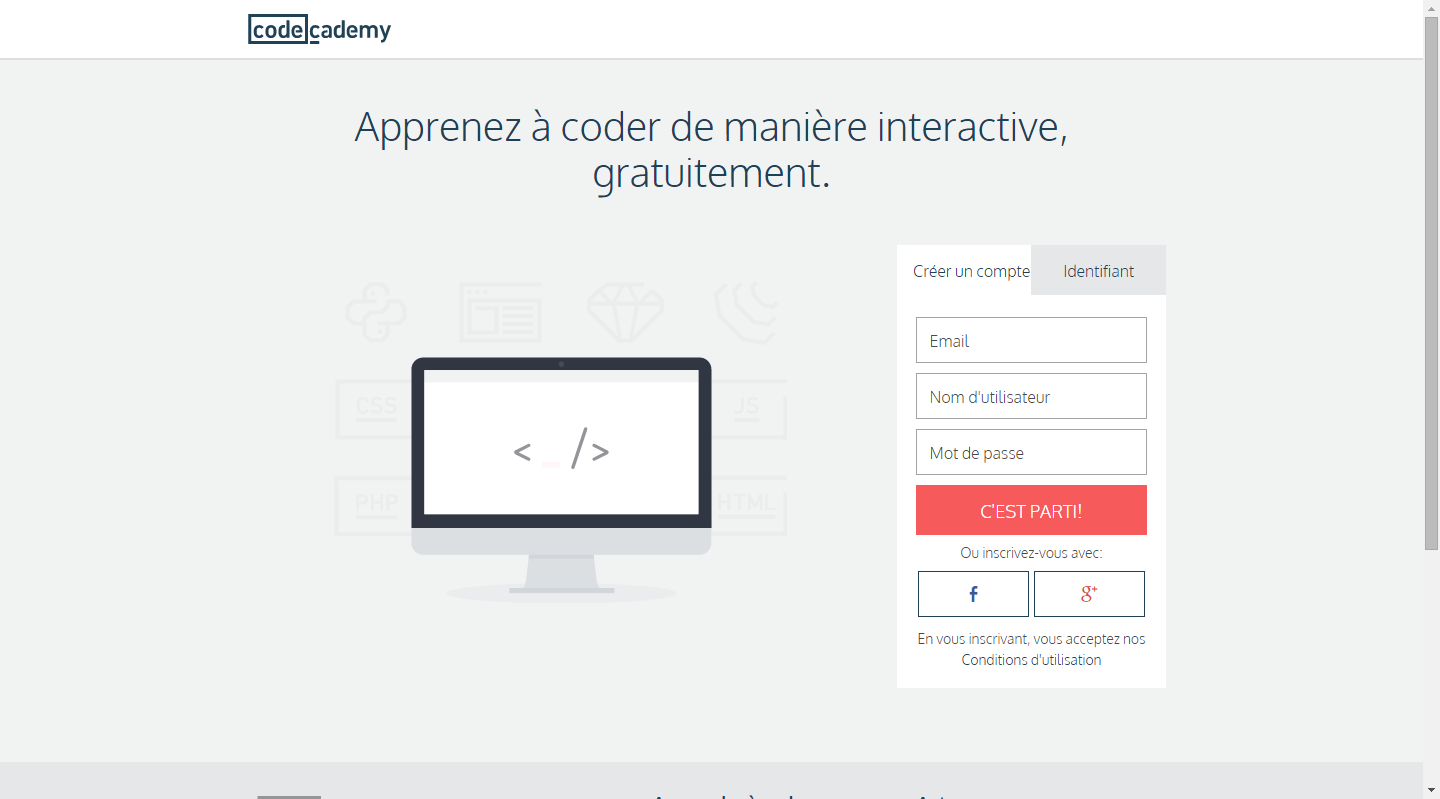 codecademy
Apprenez à coder de manière interactive,
gratuitement.
Créer un compte
Identifiant
Email
Nom d'utilisateur
Mot de passe
C'EST PARTI!
Ou inscrivez-vous avec:
f
g+
En vous inscrivant, vous acceptez nos
Conditions d'utilisation
CSS
JS
< _ />
PHP
HTML